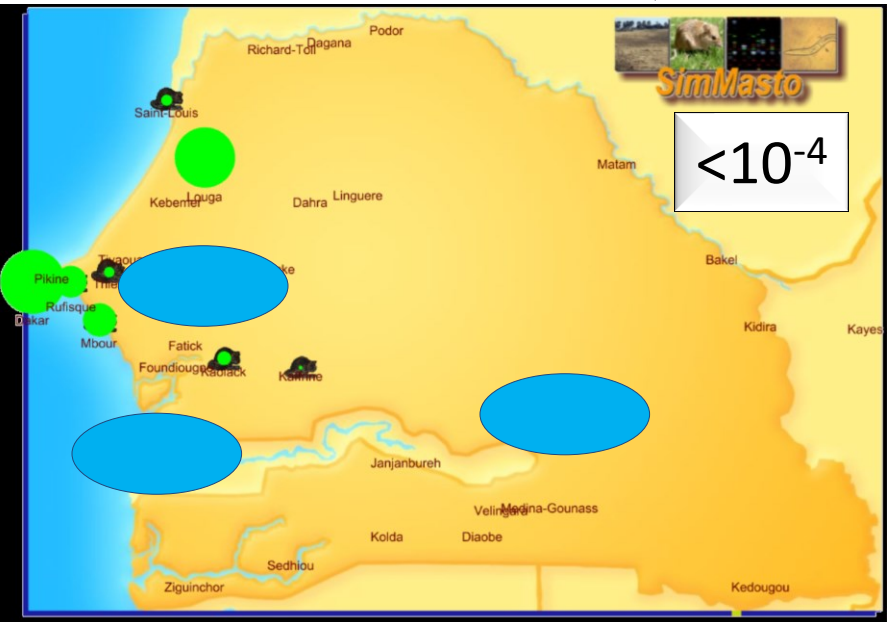 Podor
Dagana
Richard-Toll
SimMasto
Saint-Louis
<10-4
Matam
Louga
Kebemer
Dahra
Linguere
Bakel
ke
Pikine
Rufisque
Dakar
Kidira
Kayes
Mbour
Fatick
Kaolack
Kaffrine
Janjanbureh
Velingara
Medina-Gounass
Kolda
Diaobe
Sedhiou
Ziguinchor
Kedougou